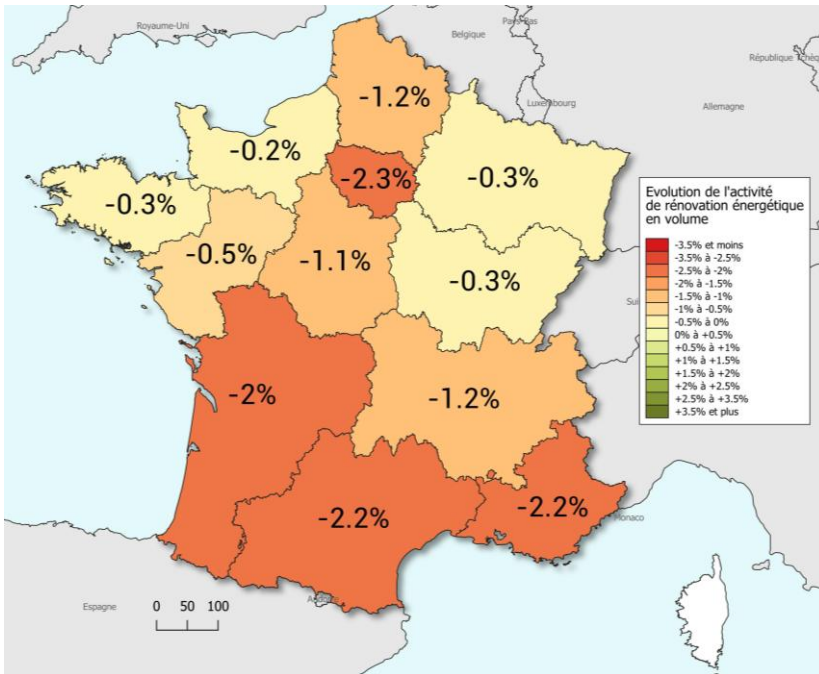 Royaume-Uni
Pays-Bas
Belgique
République Tchèq
Luxembourg
Allemagne
-1.2%
-0.2%
-2.3%
-0.3%
-0.3%
-0.5%
-1.1%
-0.3%
Sui
-2%
-1.2%
-2.2%
-2.2%
Monaco
Espagne
0 50 100
Evolution de l'activité
de rénovation énergétique
en volume
-3.5% et moins
-3.5% à -2.5%
-2.5% à -2%
-2% à -1.5%
-1.5% à -1%
-1% à -0.5%
-0.5% à 0%
0% à +0.5%
+0.5% à +1%
+1% à +1.5%
+1.5% à +2%
+2% à +2.5%
+2.5% à +3.5%
+3.5% et plus